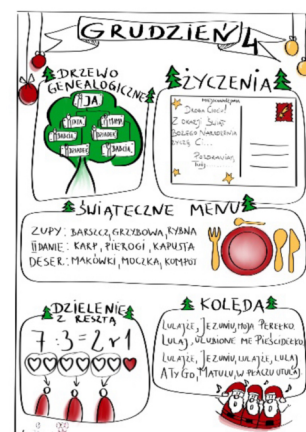 GRUDZIEŃ 4
DRZEWO
GENEALOGICZNE
JA
TATA
MAMA
BABCIA
DZIADEK
DZIADEK
BABCIA
ŻYCZENIA
DROGA CIOCIU!
Z OKAZJI ŚWIĄT
BOŻEGO NARODZENIA
ŻYCZĘ CI...
POZDRAWIAM,
ŚWIĄTECZNE MENU
ZUPY: BARSZCZ, GRZYBOWA, RYBNA
II DANIE: KARP, PIEROGI, KAPUSTA
DESER: MAKÓWKI, MOCZKA, KOMPOT
DZIELENIE
Z RESZTĄ
7:3=2 r 1
KOLĘDA
LULAJŻE, JEZUNIU, MOJA PEREŁKO
LULAJ, ULUBIONE ME PIEŚCIDEŁKO
LULAJŻE, JEZUNIU, LULAJŻE, LULAJ
A TY GO, MATULU, W PŁACZU UTULAJ